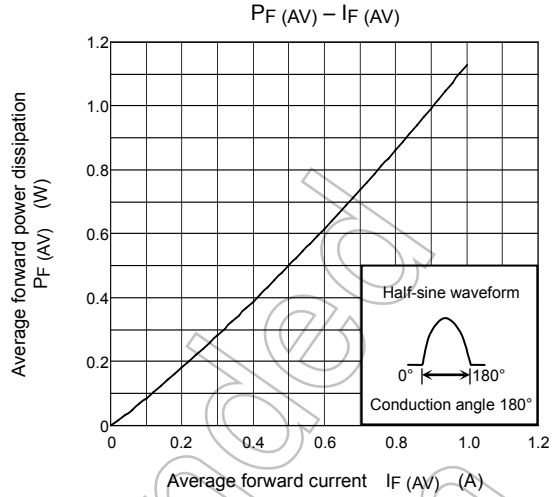 PF (AV) – IF (AV)
Average forward power dissipation
PF (AV) (W)
1.2
1.0
0.8
0.6
0.4
0.2
0
0 0.2 0.4 0.6 0.8 1.0 1.2
Average forward current IF (AV) (A)
Half-sine waveform
0° 180°
Conduction angle 180°